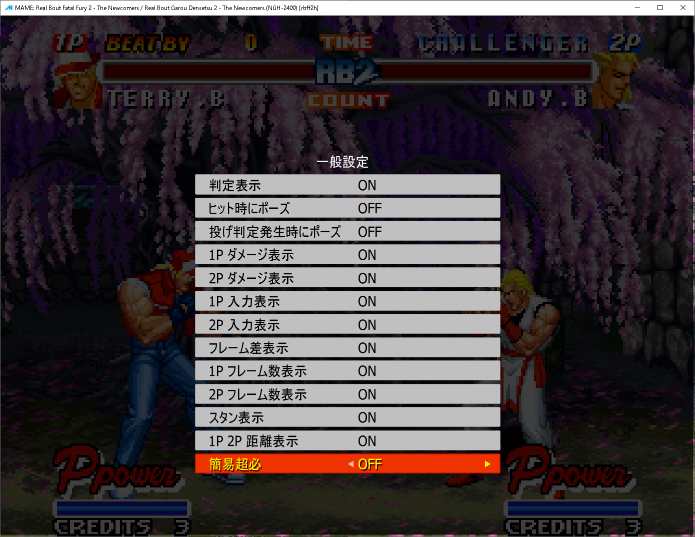 MAME: Real Bout Fatal Fury 2 - The Newcomers / Real Bout Garou Densetsu 2 - The Newcomers (NGH-2400) [rbff2h]
1P BEAT BY 0 TIME CHALLENGER 2P
RB2
TERRY.B COUNT ANDY.B
一般設定
判定表示 ON
ヒット時にポーズ OFF
投げ判定発生時にポーズ OFF
1P ダメージ表示 ON
2P ダメージ表示 ON
1P 入力表示 ON
2P 入力表示 ON
フレーム差表示 ON
1P フレーム数表示 ON
2P フレーム数表示 ON
スタン表示 ON
1P 2P 距離表示 ON
簡易超必 OFF
Ppower Ppower
CREDITS 3 CREDITS 3